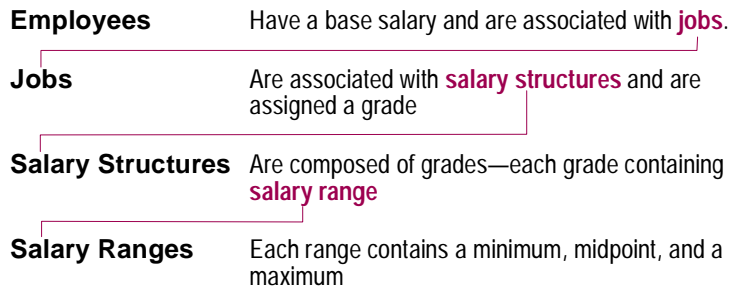 Employees Have a base salary and are associated with jobs.
Jobs Are associated with salary structures and are
assigned a grade
Salary Structures Are composed of grades—each grade containing
salary range
Salary Ranges Each range contains a minimum, midpoint, and a
maximum